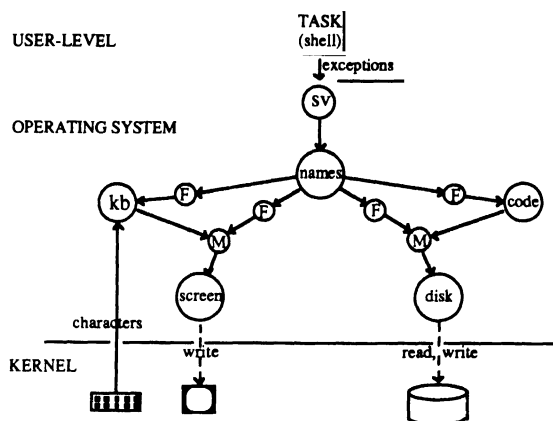 TASK
USER-LEVEL
(shell)
exceptions
sv
OPERATING SYSTEM
names
F
F
kb
code
F
F
M
M
screen
disk
characters
write
read, write
KERNEL